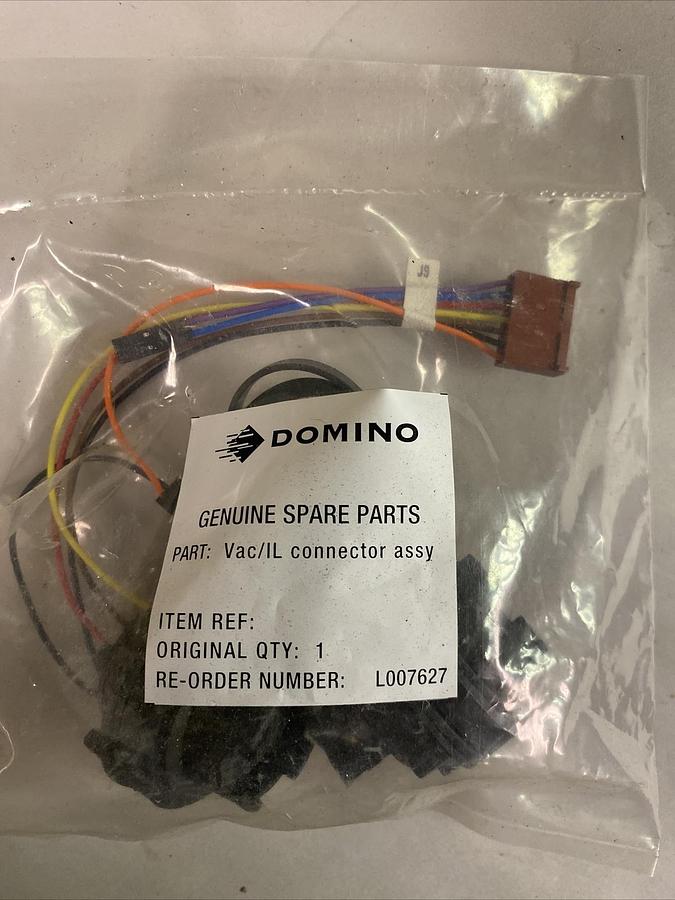 J9
DOMINO
GENUINE SPARE PARTS
PART: Vac/IL connector assy
ITEM REF:
ORIGINAL QTY: 1
RE-ORDER NUMBER: L007627